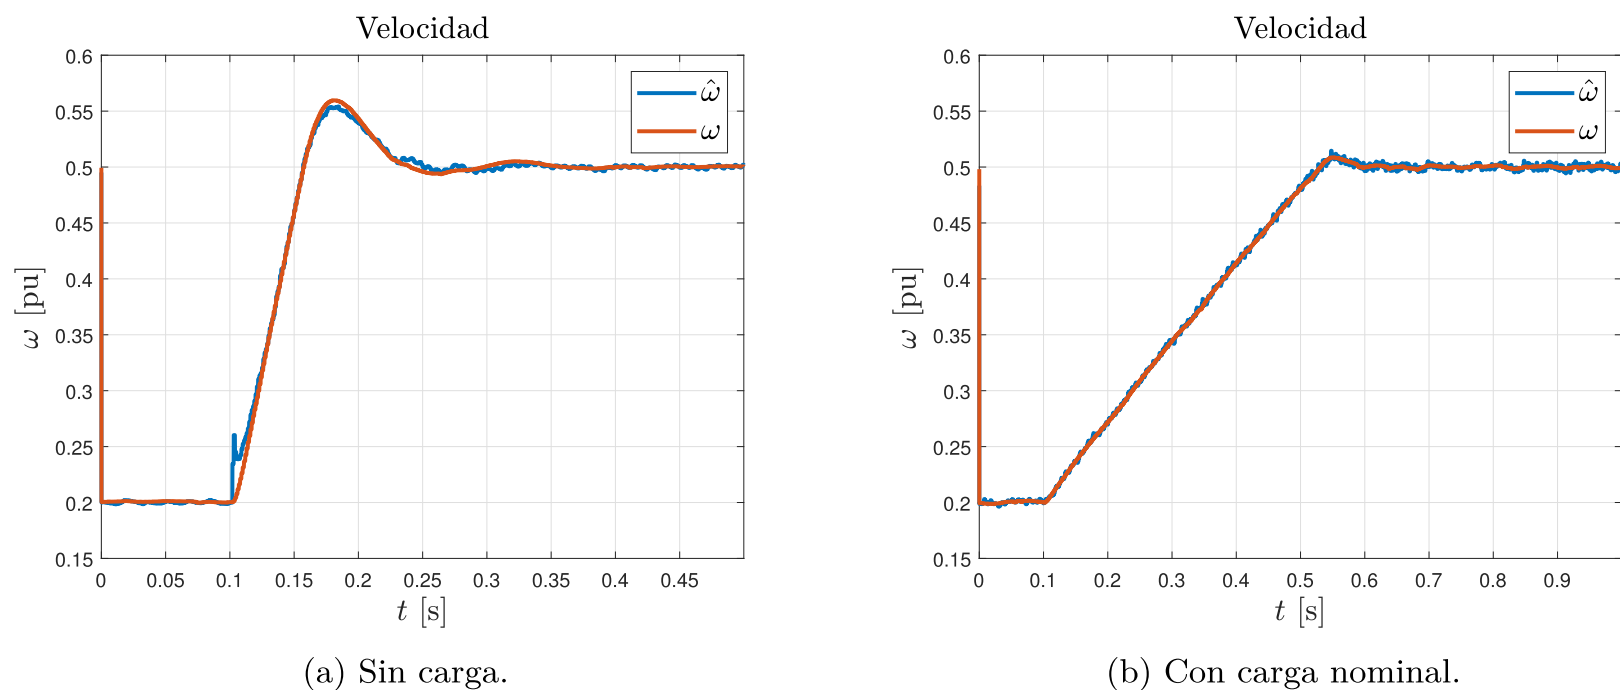 Velocidad
0.6
0.55
0.5
0.45
0.4
0.35
0.3
0.25
0.2
0.15
ω [pu]
ω̂
ω
0 0.05 0.1 0.15 0.2 0.25 0.3 0.35 0.4 0.45
t [s]
(a) Sin carga.
Velocidad
0.6
0.55
0.5
0.45
0.4
0.35
0.3
0.25
0.2
0.15
ω [pu]
ω̂
ω
0 0.1 0.2 0.3 0.4 0.5 0.6 0.7 0.8 0.9
t [s]
(b) Con carga nominal.